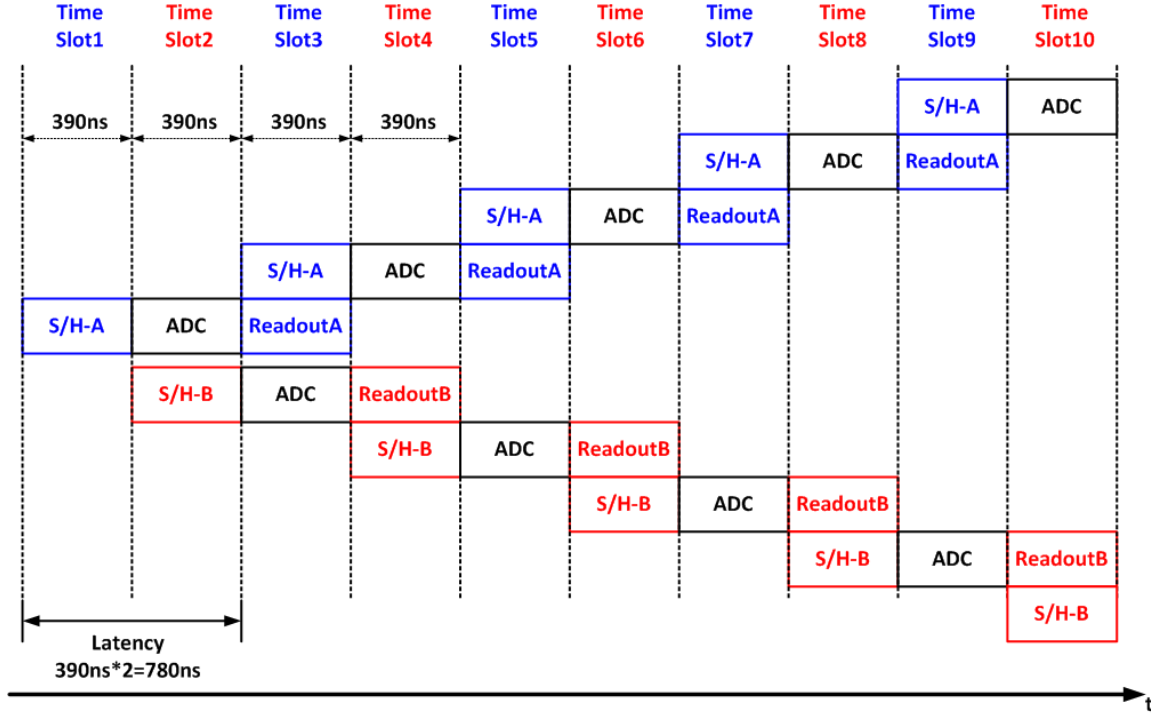 Time Time Time Time Time Time Time Time Time Time
Slot1 Slot2 Slot3 Slot4 Slot5 Slot6 Slot7 Slot8 Slot9 Slot10
S/H-A ADC
390ns 390ns 390ns 390ns
S/H-A ADC ReadoutA
S/H-A ADC ReadoutA
S/H-A ADC ReadoutA
S/H-A ADC ReadoutA
S/H-B ADC ReadoutB
S/H-B ADC ReadoutB
S/H-B ADC ReadoutB
S/H-B ADC ReadoutB
S/H-B
Latency
390ns*2=780ns
t